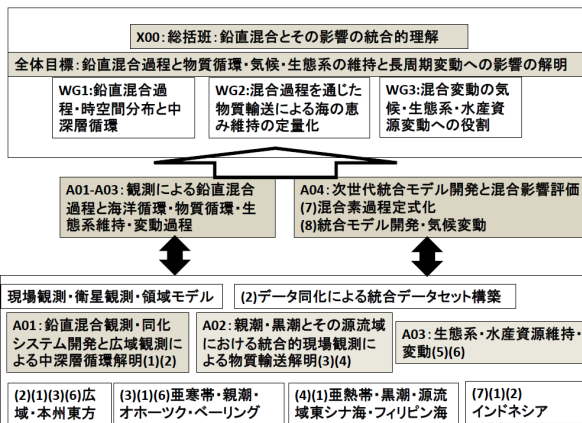 X00:総括班:鉛直混合とその影響の統合的理解
全体目標:鉛直混合過程と物質循環・気候・生態系の維持と長周期変動への影響の解明
WG1:鉛直混合過
程・時空間分布と中
深層循環
WG2:混合過程を通じた
物質輸送による海の恵
み維持の定量化
WG3:混合変動の気
候・生態系・水産資
源変動への役割
A01-A03:観測による鉛直混合
過程と海洋循環・物質循環・生
態系維持・変動過程
A04:次世代統合モデル開発と混合影響評価
(7)混合素過程定式化
(8)統合モデル開発・気候変動
現場観測・衛星観測・領域モデル
(2)データ同化による統合データセット構築
A01:鉛直混合観測・同化
システム開発と広域観測に
よる中深層循環解明(1)(2)
A02:親潮・黒潮とその源流域
における統合的現場観測に
よる物質輸送解明(3)(4)
A03:生態系・水産資源維持・
変動(5)(6)
(2)(1)(3)(6)広
域・本州東方
(3)(1)(6)亜寒帯・親潮・
オホーツク・ベーリング
(4)(1)亜熱帯・黒潮・源流
域東シナ海・フィリピン海
(7)(1)(2)
インドネシア